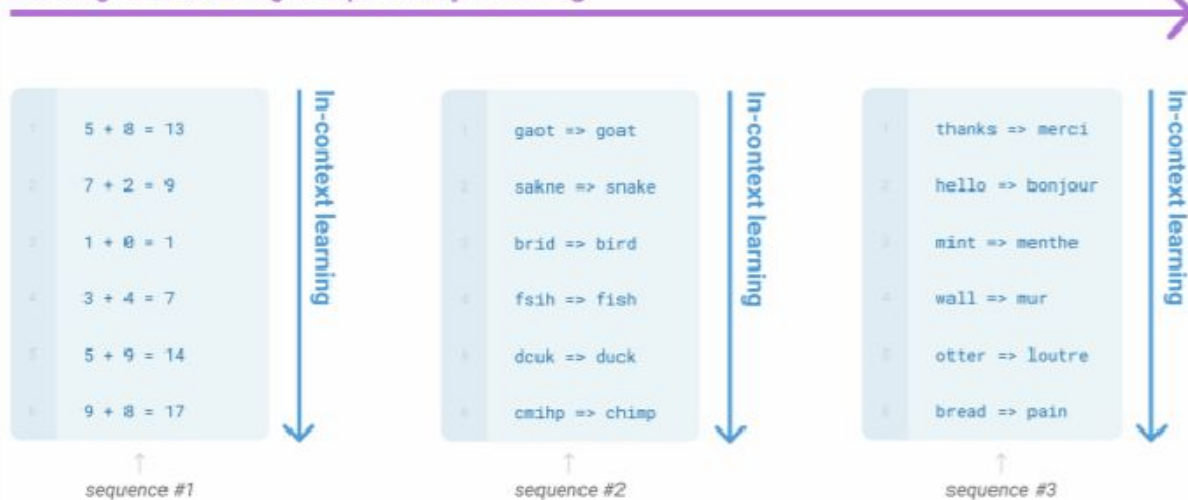 5 + 8 = 13
7 + 2 = 9
1 + 0 = 1
3 + 4 = 7
5 + 9 = 14
9 + 8 = 17
In-context learning
sequence #1
gaot => goat
sakne => snake
brid => bird
fsih => fish
dcuk => duck
cmihp => chimp
In-context learning
sequence #2
thanks => merci
hello => bonjour
mint => menthe
wall => mur
otter => loutre
bread => pain
In-context learning
sequence #3